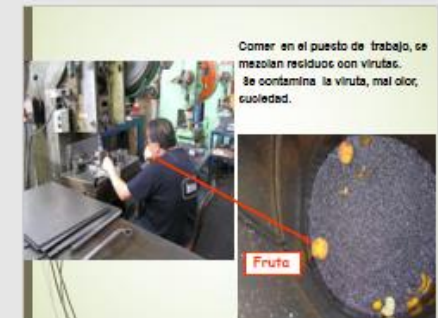 Comer en el puesto de trabajo, se
mezclan residuos con virutas.
Se contamina la viruta, mal olor,
suciedad.
Fruta